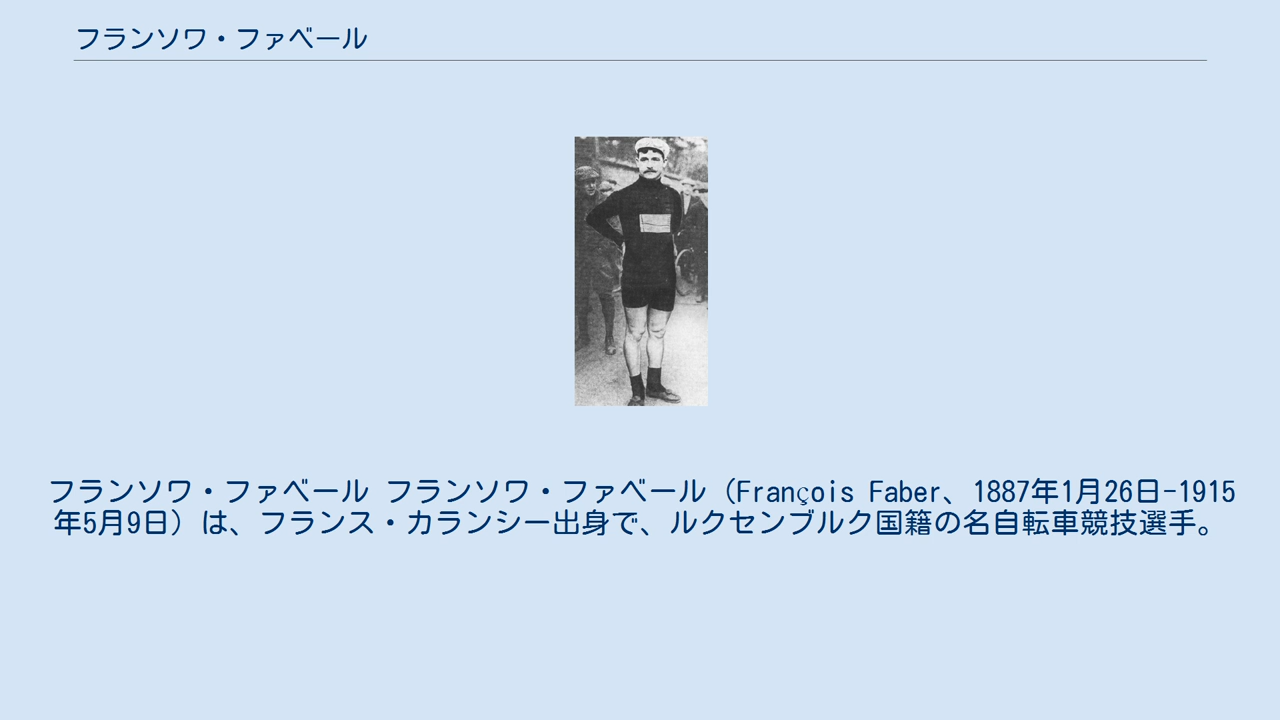 フランソワ・ファベール
フランソワ・ファベール フランソワ・ファベール（François Faber、1887年1月26日-1915
年5月9日）は、フランス・カランシー出身で、ルクセンブルク国籍の名自転車競技選手。